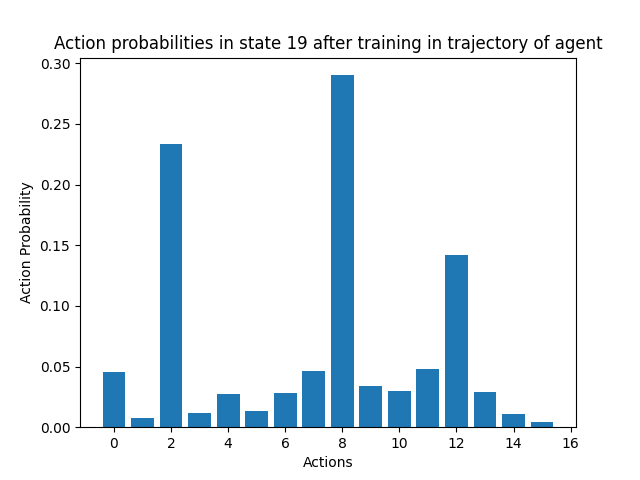 Action probabilities in state 19 after training in trajectory of agent
0.30
0.25
0.20
0.15
0.10
0.05
0.00
Action Probability
0 2 4 6 8 10 12 14 16
Actions